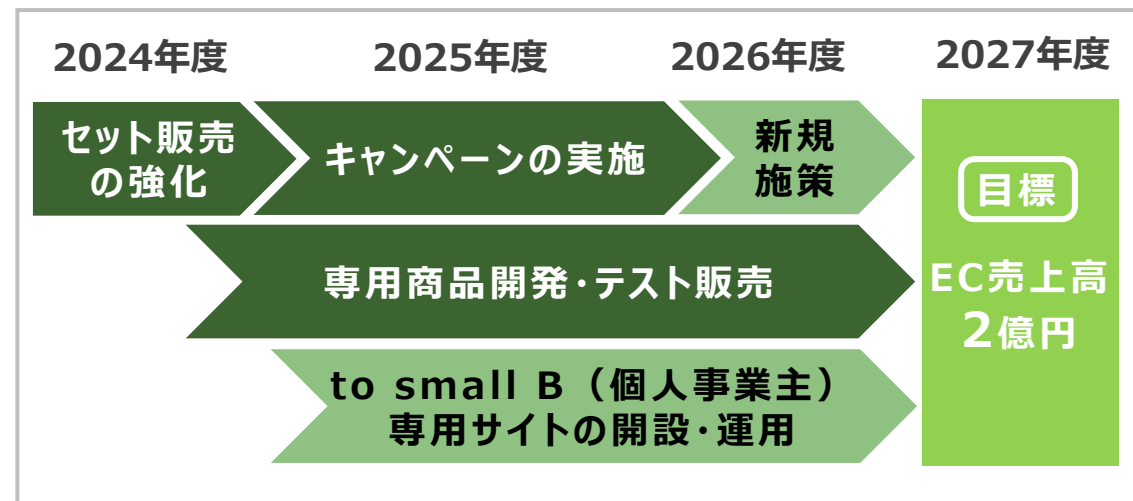 2024年度 2025年度 2026年度 2027年度
セット販売
の強化
キャンペーンの実施
新規
施策
専用商品開発・テスト販売
to small B（個人事業主）
専用サイトの開設・運用
目標
EC売上高
2億円